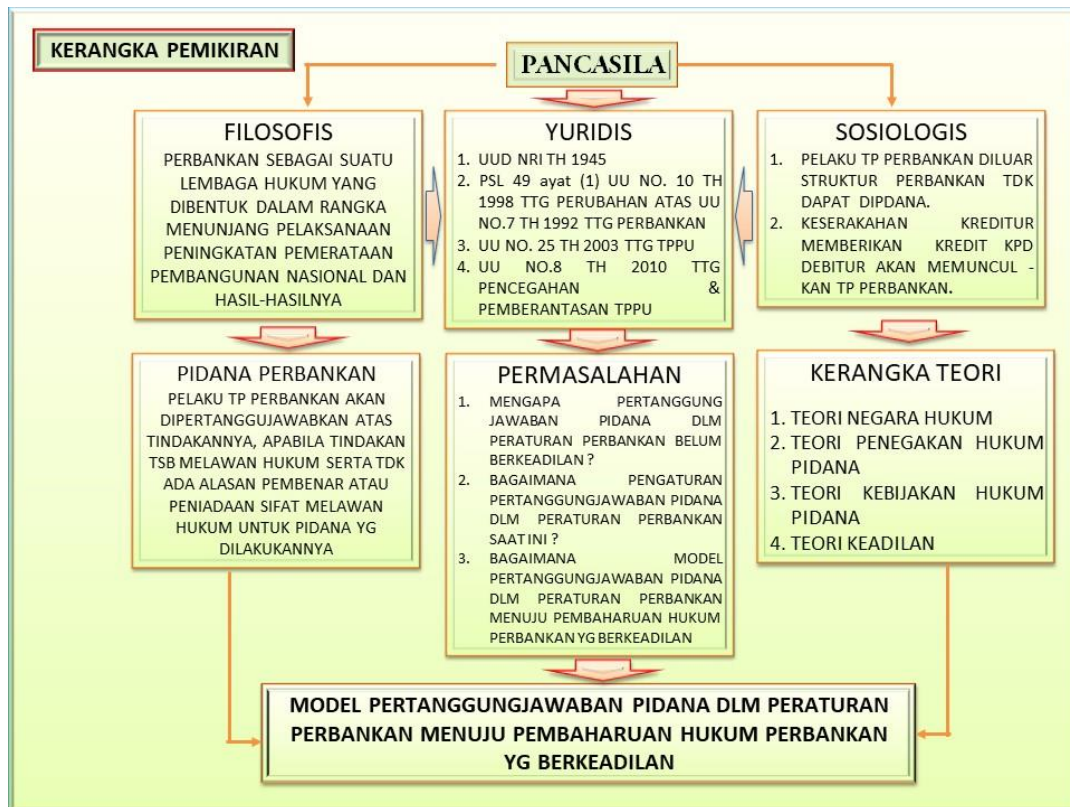 KERANGKA PEMIKIRAN
PANCASILA
FILOSOFIS
PERBANKAN SEBAGAI SUATU
LEMBAGA HUKUM YANG
DIBENTUK DALAM RANGKA
MENUNJANG PELAKSANAAN
PENINGKATAN PEMERATAAN
PEMBANGUNAN NASIONAL DAN
HASIL-HASILNYA
YURIDIS
1. UUD NRI TH 1945
2. PSL 49 ayat (1) UU NO. 10 TH
1998 TTG PERUBAHAN ATAS UU
NO.7 TH 1992 TTG PERBANKAN
3. UU NO. 25 TH 2003 TTG TPPU
4. UU NO.8 TH 2010 TTG
PENCEGAHAN &
PEMBERANTASAN TPPU
SOSIOLOGIS
1. PELAKU TP PERBANKAN DILUAR
STRUKTUR PERBANKAN TDK
DAPAT DIPDANA.
2. KESERAKAHAN KREDITUR
MEMBERIKAN KREDIT KPD
DEBITUR AKAN MEMUNCUL -
KAN TP PERBANKAN.
PIDANA PERBANKAN
PELAKU TP PERBANKAN AKAN
DIPERTANGGUJAWABKAN ATAS
TINDAKANNYA, APABILA TINDAKAN
TSB MELAWAN HUKUM SERTA TDK
ADA ALASAN PEMBENAR ATAU
PENIADAAN SIFAT MELAWAN
HUKUM UNTUK PIDANA YG
DILAKUKANNYA
PERMASALAHAN
1. MENGAPA PERTANGGUNG
JAWABAN PIDANA DLM
PERATURAN PERBANKAN BELUM
BERKEADILAN ?
2. BAGAIMANA PENGATURAN
PERTANGGUNGJAWABAN PIDANA
DLM PERATURAN PERBANKAN
SAAT INI ?
3. BAGAIMANA MODEL
PERTANGGUNGJAWABAN PIDANA
DLM PERATURAN PERBANKAN
MENUJU PEMBAHARUAN HUKUM
PERBANKAN YG BERKEADILAN
KERANGKA TEORI
1. TEORI NEGARA HUKUM
2. TEORI PENEGAKAN HUKUM
PIDANA
3. TEORI KEBIJAKAN HUKUM
PIDANA
4. TEORI KEADILAN
MODEL PERTANGGUNGJAWABAN PIDANA DLM PERATURAN
PERBANKAN MENUJU PEMBAHARUAN HUKUM PERBANKAN
YG BERKEADILAN